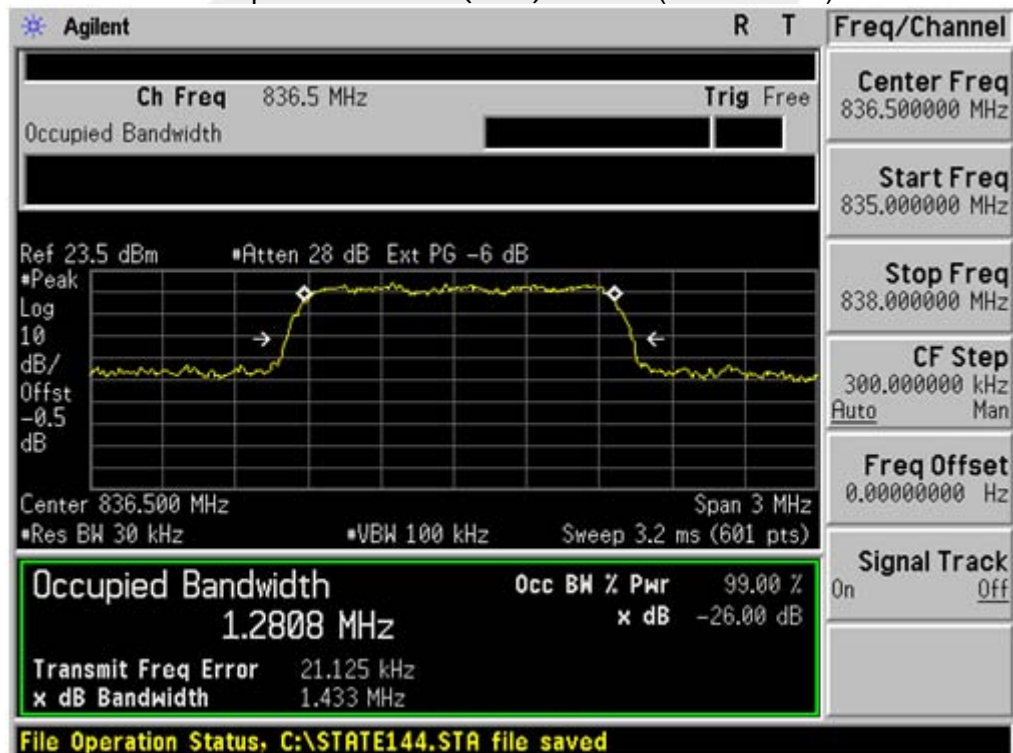 Agilent R T
Freq/Channel
Ch Freq 836.5 MHz Trig Free
Occupied Bandwidth
Center Freq
836.500000 MHz
Start Freq
835.000000 MHz
Stop Freq
838.000000 MHz
CF Step
300.000000 kHz
Auto Man
Freq Offset
0.00000000 Hz
Signal Track
On Off
Ref 23.5 dBm #Atten 28 dB Ext PG -6 dB
#Peak
Log
10
dB/
Offst
-0.5
dB
Center 836.500 MHz Span 3 MHz
#Res BW 30 kHz #VBW 100 kHz Sweep 3.2 ms (601 pts)
Occupied Bandwidth Occ BW % Pwr 99.00 %
1.2808 MHz x dB -26.00 dB
Transmit Freq Error 21.125 kHz
x dB Bandwidth 1.433 MHz
File Operation Status, C:\STATE144.STA file saved